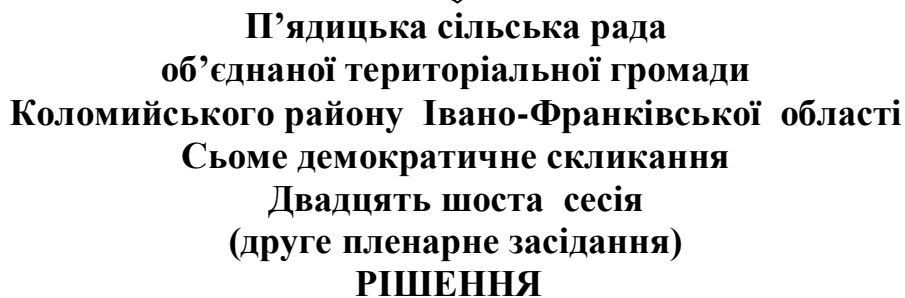 П’ядицька сільська рада
об’єднаної територіальної громади
Коломийського району Івано-Франківської області
Сьоме демократичне скликання
Двадцять шоста сесія
(друге пленарне засідання)
РІШЕННЯ